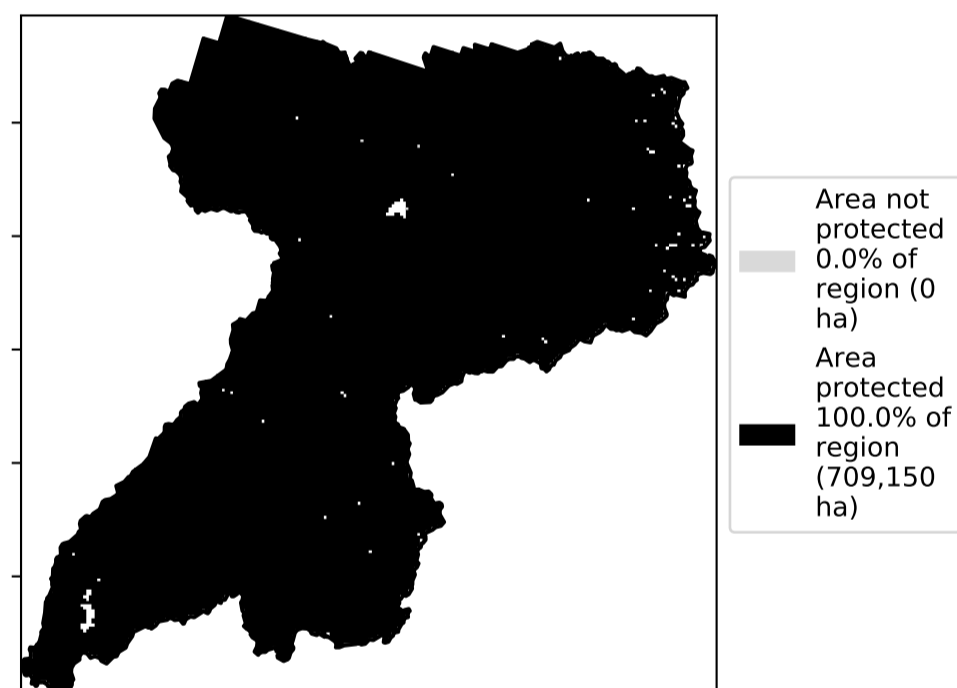 Area not
protected
0.0% of
region (0
ha)
Area
protected
100.0% of
region
(709,150
ha)